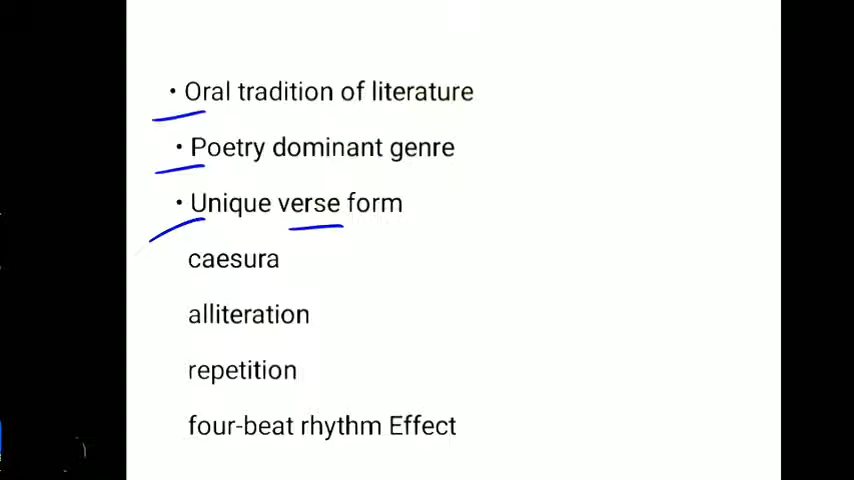 • Oral tradition of literature
• Poetry dominant genre
• Unique verse form
caesura
alliteration
repetition
four-beat rhythm Effect